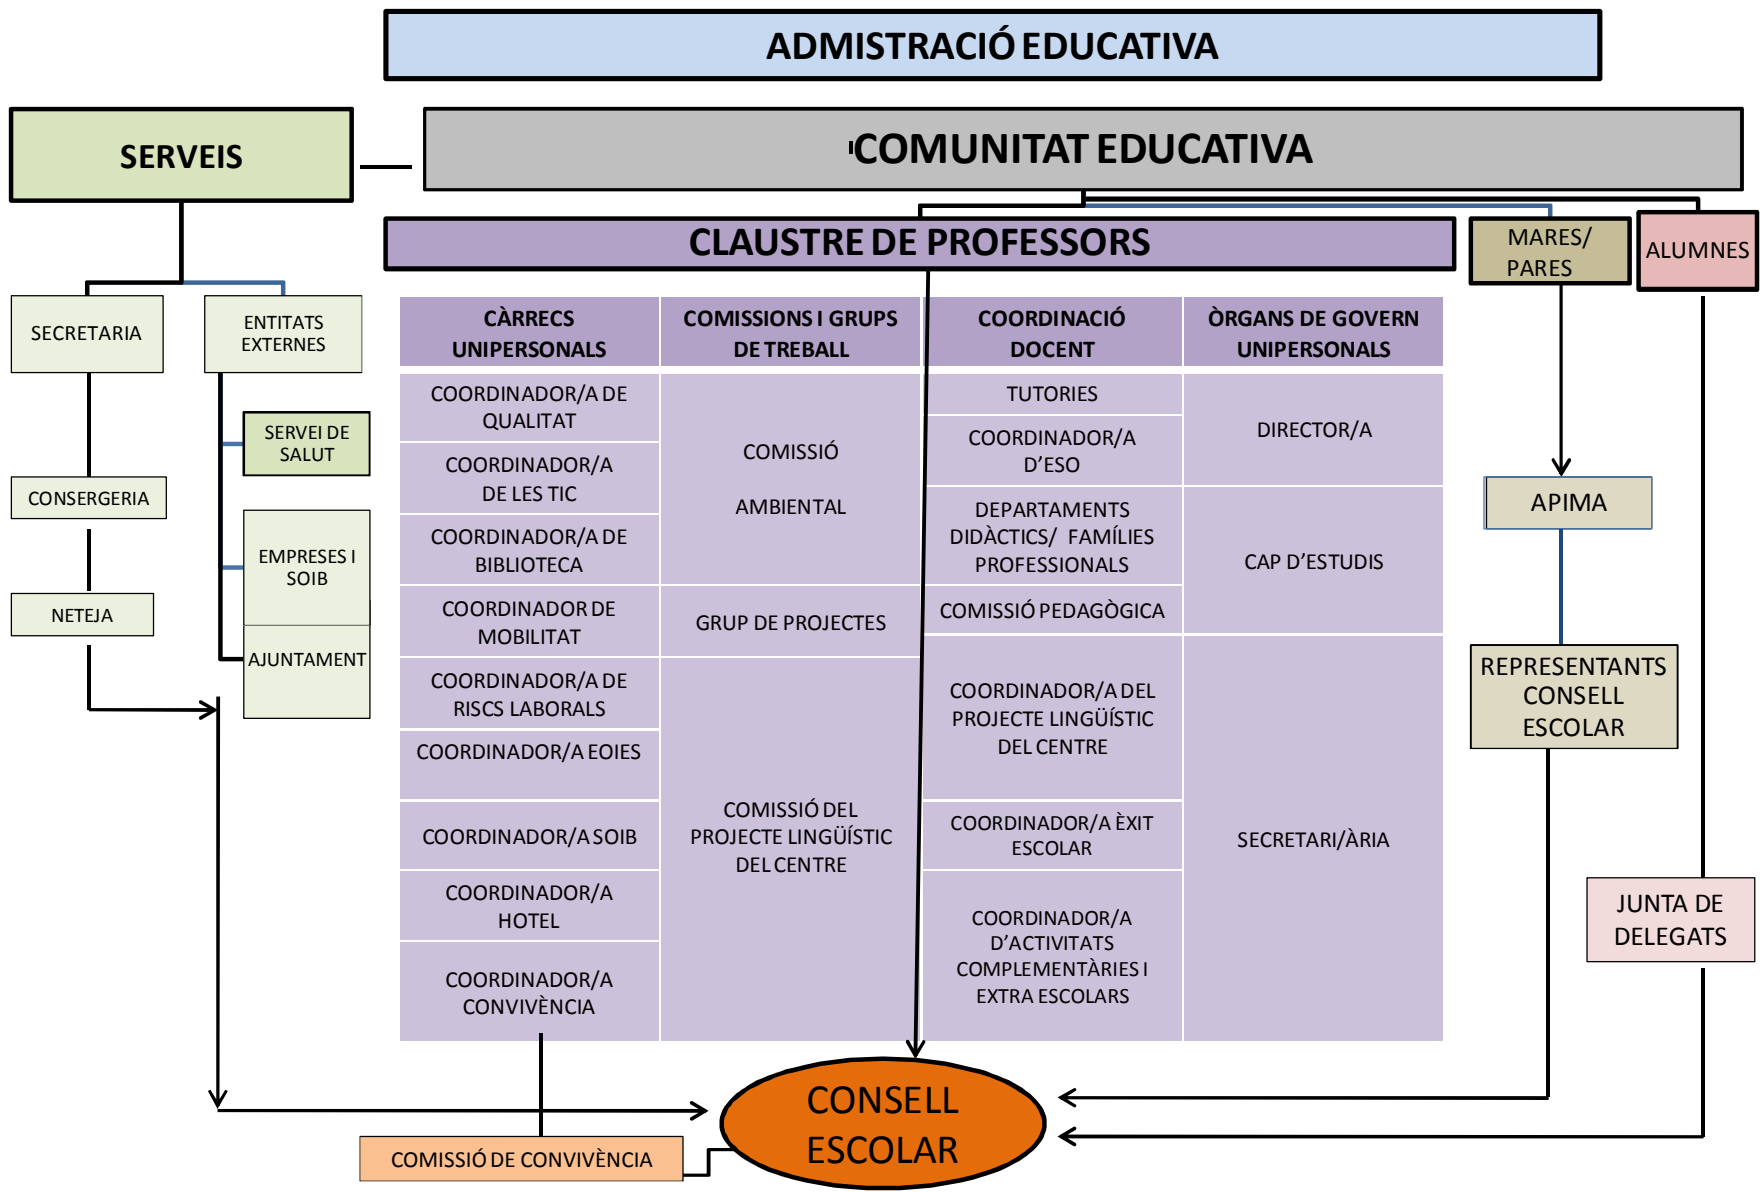 ADMISTRACIÓ EDUCATIVA
SERVEIS
COMUNITAT EDUCATIVA
CLAUSTRE DE PROFESSORS
MARES/
PARES
ALUMNES
SECRETARIA
ENTITATS
EXTERNES
SERVEI DE
SALUT
CONSERGERIA
EMPRESES I
SOIB
NETEJA
AJUNTAMENT
CÀRRECS
UNIPERSONALS
COORDINADOR/A DE
QUALITAT
COORDINADOR/A
DE LES TIC
COORDINADOR/A DE
BIBLIOTECA
COORDINADOR DE
MOBILITAT
COORDINADOR/A DE
RISCS LABORALS
COORDINADOR/A EOIES
COORDINADOR/A SOIB
COORDINADOR/A
HOTEL
COORDINADOR/A
CONVIVÈNCIA
COMISSIONS I GRUPS
DE TREBALL
COMISSIÓ
AMBIENTAL
GRUP DE PROJECTES
COMISSIÓ DEL
PROJECTE LINGÜÍSTIC
DEL CENTRE
COORDINACIÓ
DOCENT
TUTORIES
COORDINADOR/A
D’ESO
DEPARTAMENTS
DIDÀCTICS/ FAMÍLIES
PROFESSIONALS
COMISSIÓ PEDAGÒGICA
COORDINADOR/A DEL
PROJECTE LINGÜÍSTIC
DEL CENTRE
COORDINADOR/A ÈXIT
ESCOLAR
COORDINADOR/A
D’ACTIVITATS
COMPLEMENTÀRIES I
EXTRA ESCOLARS
ÒRGANS DE GOVERN
UNIPERSONALS
DIRECTOR/A
CAP D’ESTUDIS
SECRETARI/ÀRIA
APIMA
REPRESENTANTS
CONSELL
ESCOLAR
JUNTA DE
DELEGATS
CONSELL
ESCOLAR
COMISSIÓ DE CONVIVÈNCIA